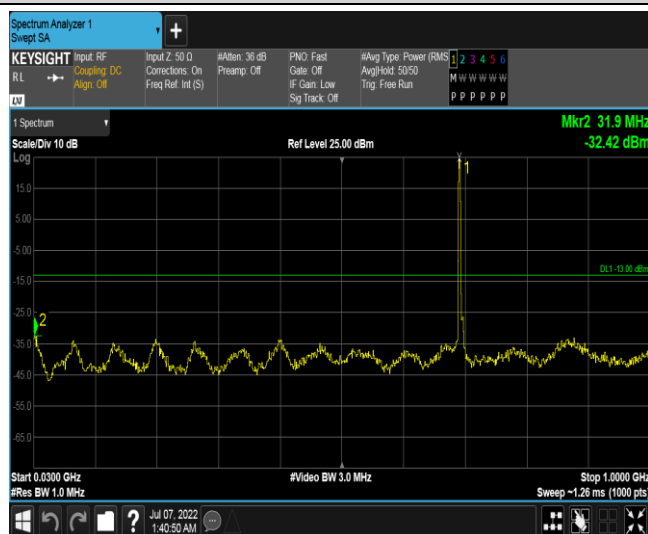 Spectrum Analyzer 1
Swept SA
+
KEYSIGHT Input: RF Input Z: 50 Ω #Atten: 36 dB PNO: Fast #Avg Type: Power (RMS 1 2 3 4 5 6
RL Coupling: DC Corrections: On Preamp: Off Gate: Off Avg|Hold: 50/50 M W W W W W
Align: Off Freq Ref: Int (S) IF Gain: Low Trig: Free Run
Sig Track: Off P P P P P P
LXI
1 Spectrum Mkr2 31.9 MHz
Scale/Div 10 dB Ref Level 25.00 dBm -32.42 dBm
Log
1
15.0
5.00
-5.00
DL1 -13.00 dBm
-15.0
-25.0
2
-35.0
-45.0
-55.0
-65.0
Start 0.0300 GHz #Video BW 3.0 MHz Stop 1.0000 GHz
#Res BW 1.0 MHz Sweep ~1.26 ms (1000 pts)
? Jul 07, 2022
1:40:50 AM